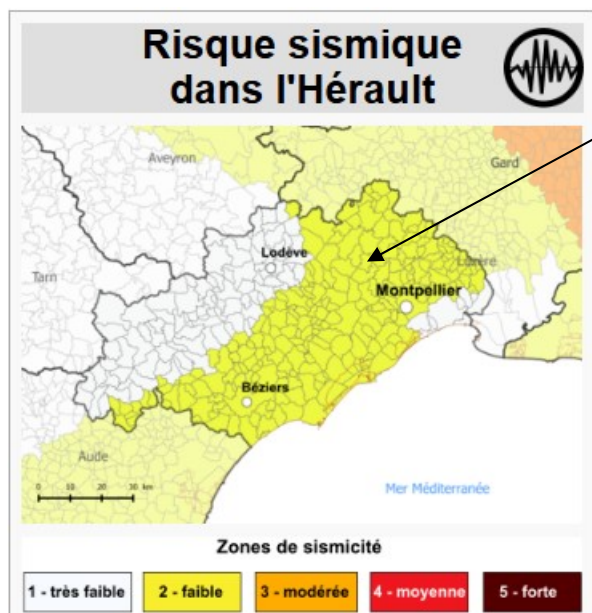 Risque sismique
dans l'Hérault
Aveyron
Gard
Lodève
Lozère
Tarn
Montpellier
Béziers
Aude
0 10 20 30 km
Mer Méditerranée
Zones de sismicité
1 - très faible
2 - faible
3 - modérée
4 - moyenne
5 - forte